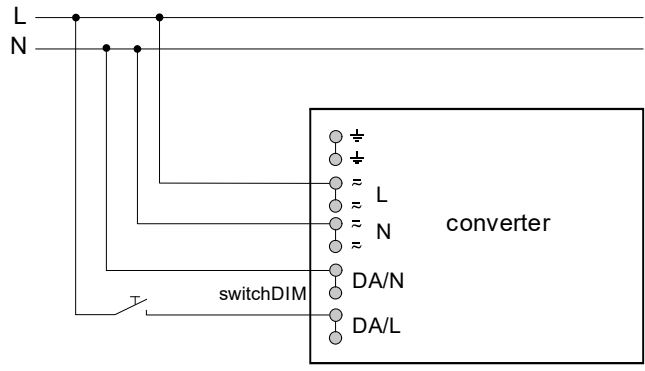 L
N
L
N
converter
DA/N
switchDIM
DA/L